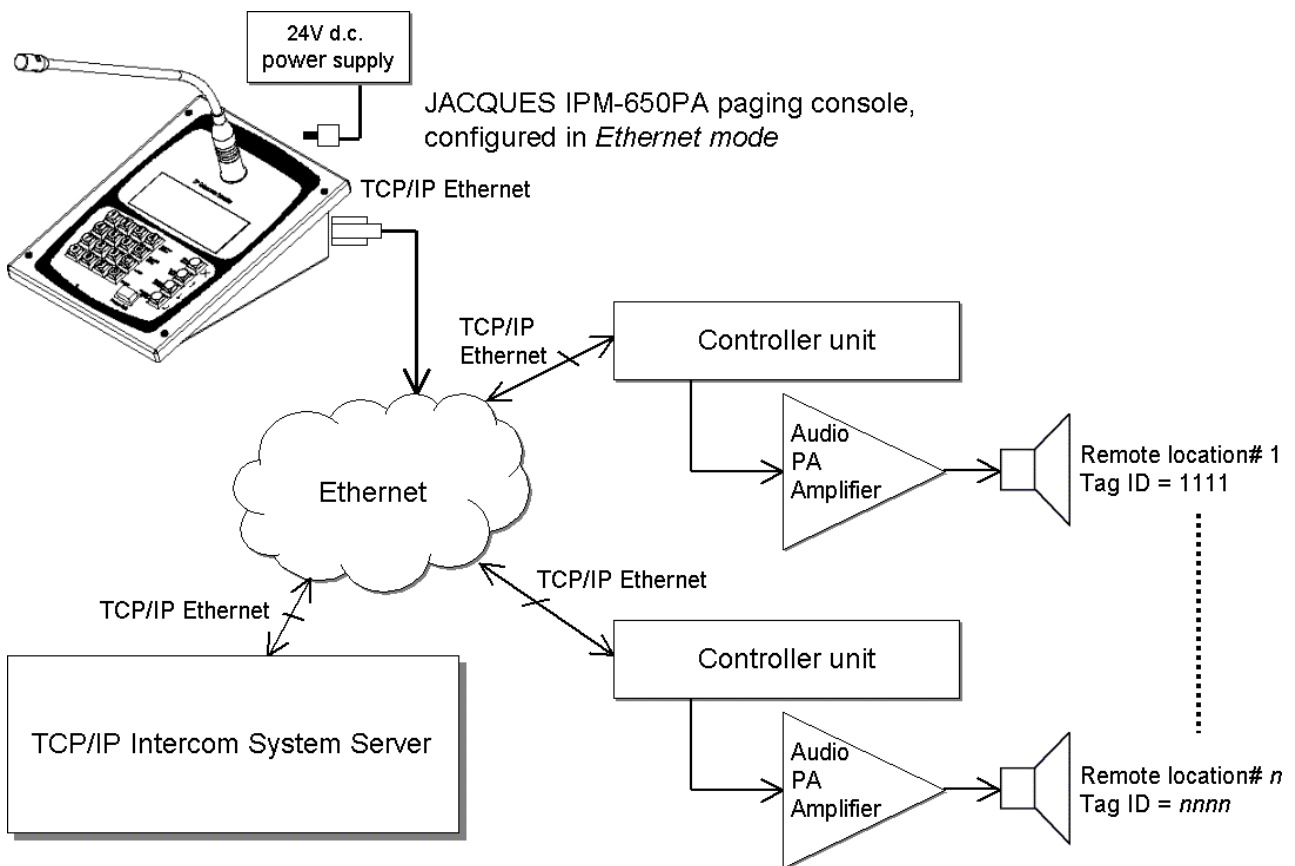 24V d.c.
power supply
JACQUES IPM-650PA paging console,
configured in Ethernet mode
TCP/IP Ethernet
TCP/IP
Ethernet
Controller unit
Audio
PA
Amplifier
Remote location# 1
Tag ID = 1111
Ethernet
TCP/IP Ethernet
TCP/IP Ethernet
Controller unit
TCP/IP Intercom System Server
Audio
PA
Amplifier
Remote location# n
Tag ID = nnnn